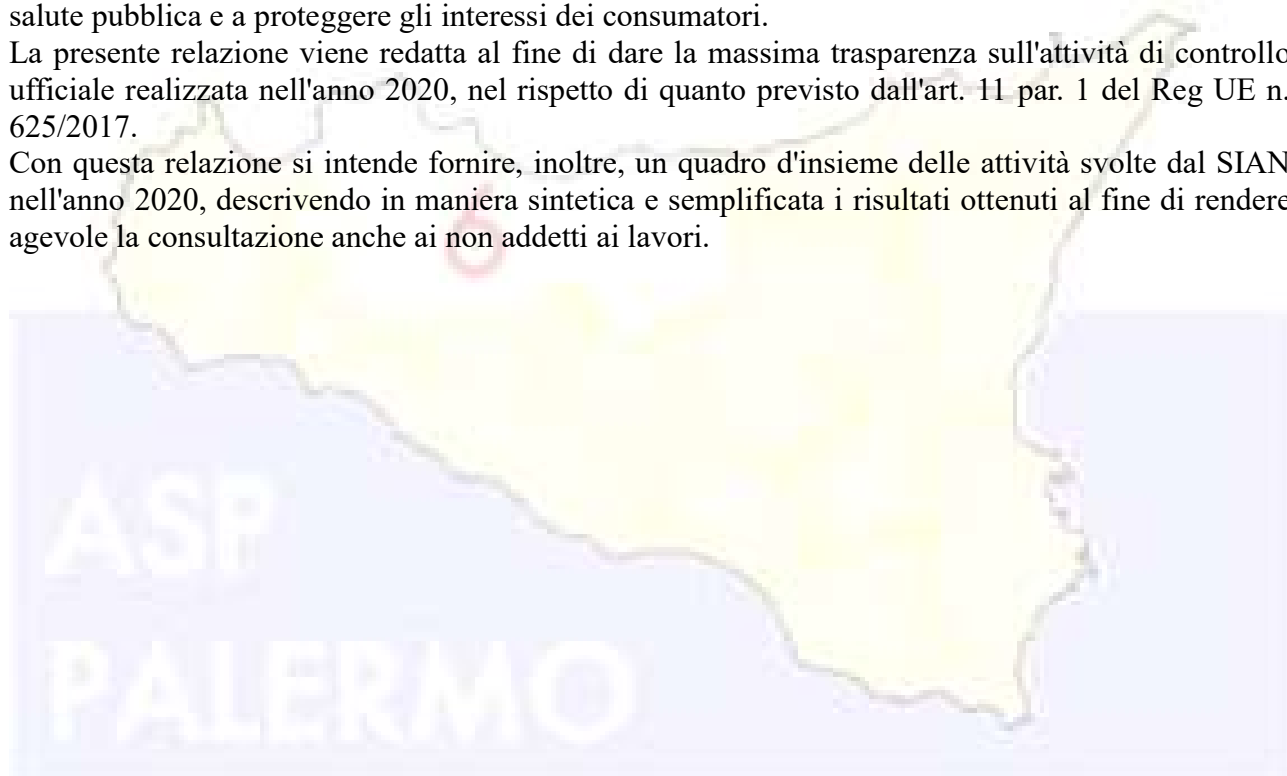 salute pubblica e a proteggere gli interessi dei consumatori.
La presente relazione viene redatta al fine di dare la massima trasparenza sull'attività di controllo
ufficiale realizzata nell'anno 2020, nel rispetto di quanto previsto dall'art. 11 par. 1 del Reg UE n.
625/2017.
Con questa relazione si intende fornire, inoltre, un quadro d'insieme delle attività svolte dal SIAN
nell'anno 2020, descrivendo in maniera sintetica e semplificata i risultati ottenuti al fine di rendere
agevole la consultazione anche ai non addetti ai lavori.
6
ASP
PALERMO